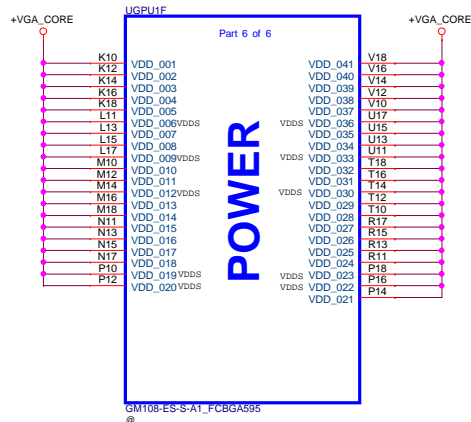 UGPU1F
+VGA_CORE
+VGA_CORE
Part 6 of 6
K10 VDD_001 VDD_041 V18
K12 VDD_002 VDD_040 V16
K14 VDD_003 VDD_039 V14
K16 VDD_004 VDD_038 V12
K18 VDD_005 VDD_037 V10
L11 VDD_006 VDDS VDDS VDD_036 U17
L13 VDD_007 VDD_035 U15
L15 VDD_008 VDD_034 U13
L17 VDD_009 VDDS VDDS VDD_033 U11
M10 VDD_010 VDD_032 T18
M12 VDD_011 VDD_031 T16
M14 VDD_012 VDDS VDDS VDD_030 T14
M16 VDD_013 VDD_029 T12
M18 VDD_014 VDD_028 T10
N11 VDD_015 VDD_027 R17
N13 VDD_016 VDD_026 R15
N15 VDD_017 VDD_025 R13
N17 VDD_018 VDD_024 R11
P10 VDD_019 VDDS VDDS VDD_023 P18
P12 VDD_020 VDDS VDDS VDD_022 P16
VDD_021 P14
POWER
GM108-ES-S-A1_FCBGA595
@